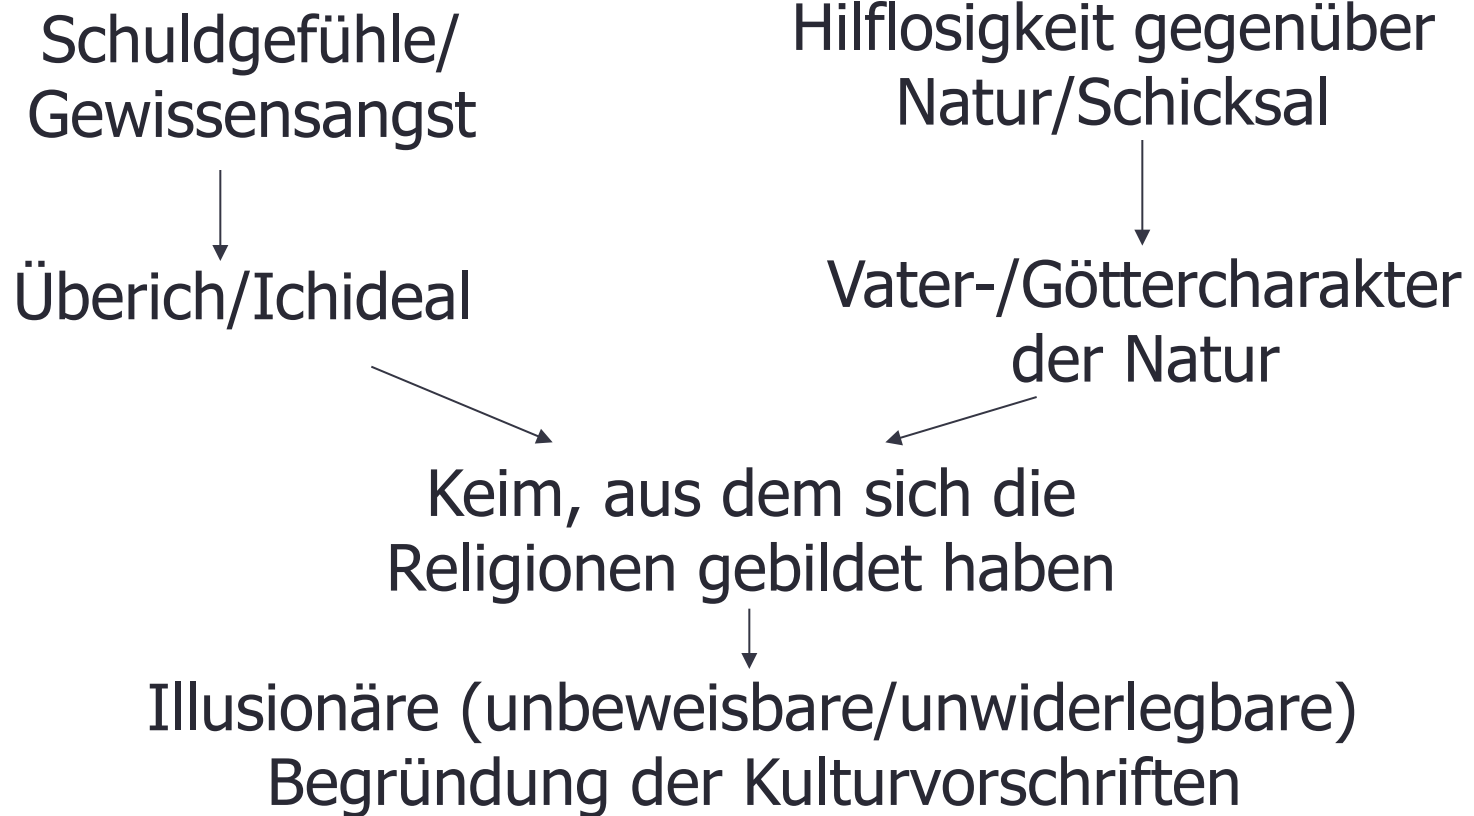 Schuldgefühle/
Gewissensangst
Hilflosigkeit gegenüber
Natur/Schicksal
Überich/Ichideal
Vater-/Göttercharakter
der Natur
Keim, aus dem sich die
Religionen gebildet haben
Illusionäre (unbeweisbare/unwiderlegbare)
Begründung der Kulturvorschriften